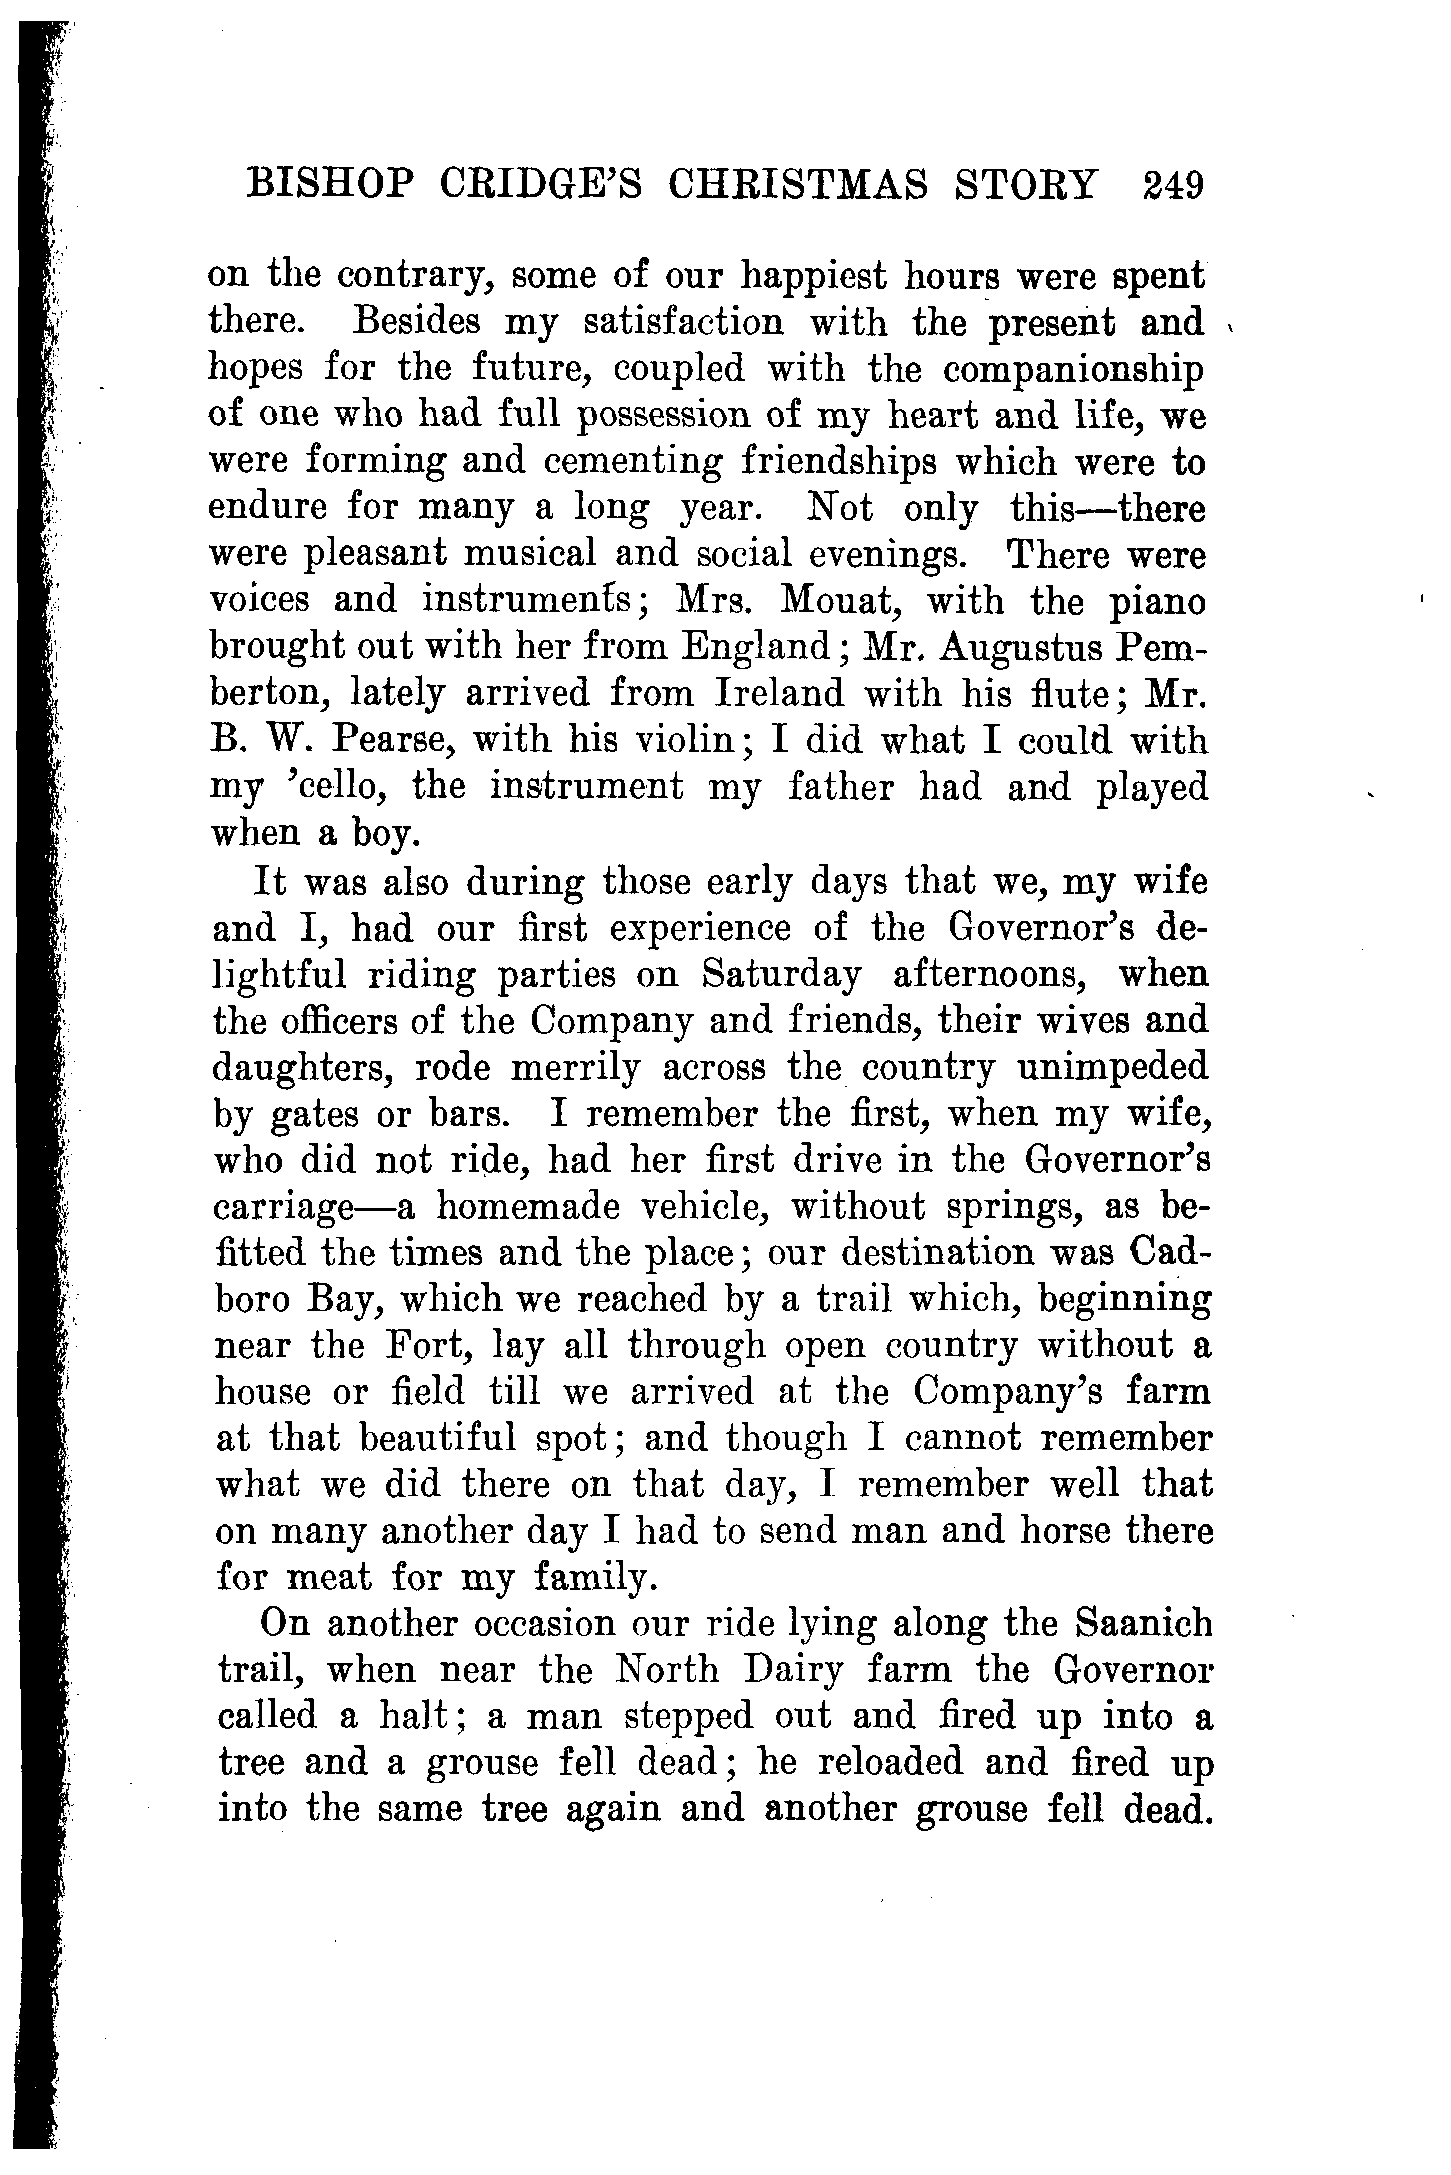 BISHOP CRIDGE'S CHRISTMAS STORY 249
on the contrary, some of our happiest hours were spent
there. Besides my satisfaction with the present and
hopes for the future, coupled with the companionship
of one who had full possession of my heart and life, we
were forming and cementing friendships which were to
endure for many a long year. Not only this—there
were pleasant musical and social evenings. There were
voices and instruments; Mrs. Mouat, with the piano
brought out with her from England; Mr. Augustus Pem-
berton, lately arrived from Ireland with his flute; Mr.
B. W. Pearse, with his violin; I did what I could with
my 'cello, the instrument my father had and played
when a boy.
It was also during those early days that we, my wife
and I, had our first experience of the Governor's de-
lightful riding parties on Saturday afternoons, when
the officers of the Company and friends, their wives and
daughters, rode merrily across the country unimpeded
by gates or bars. I remember the first, when my wife,
who did not ride, had her first drive in the Governor's
carriage—a homemade vehicle, without springs, as be-
fitted the times and the place; our destination was Cad-
boro Bay, which we reached by a trail which, beginning
near the Fort, lay all through open country without a
house or field till we arrived at the Company's farm
at that beautiful spot; and though I cannot remember
what we did there on that day, I remember well that
on many another day I had to send man and horse there
for meat for my family.
On another occasion our ride lying along the Saanich
trail, when near the North Dairy farm the Governor
called a halt; a man stepped out and fired up into a
tree and a grouse fell dead; he reloaded and fired up
into the same tree again and another grouse fell dead.